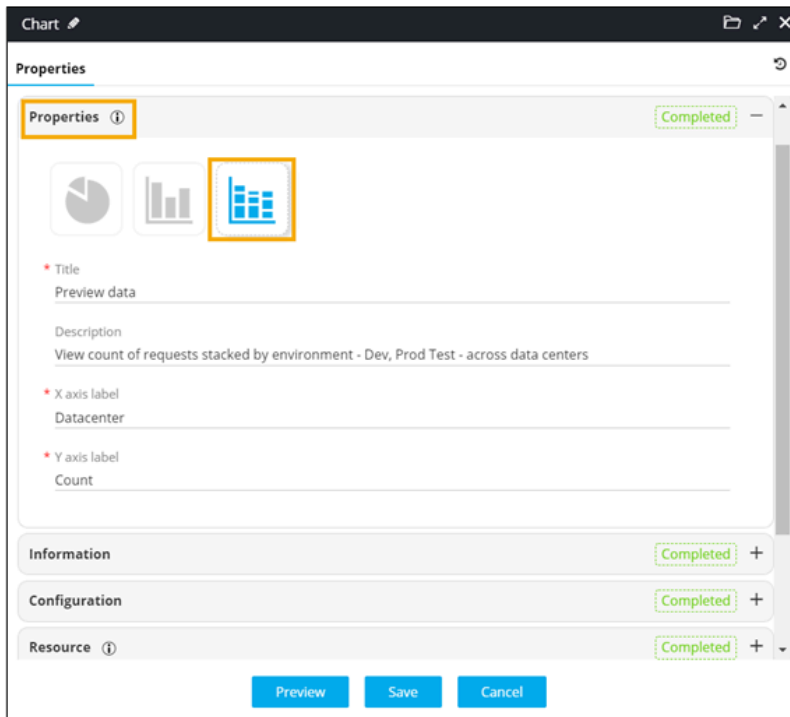 Chart
Properties
Properties
Completed
* Title
Preview data
Description
View count of requests stacked by environment - Dev, Prod Test - across data centers
* X axis label
Datacenter
* Y axis label
Count
Information
Completed
Configuration
Completed
Resource
Completed
Preview
Save
Cancel